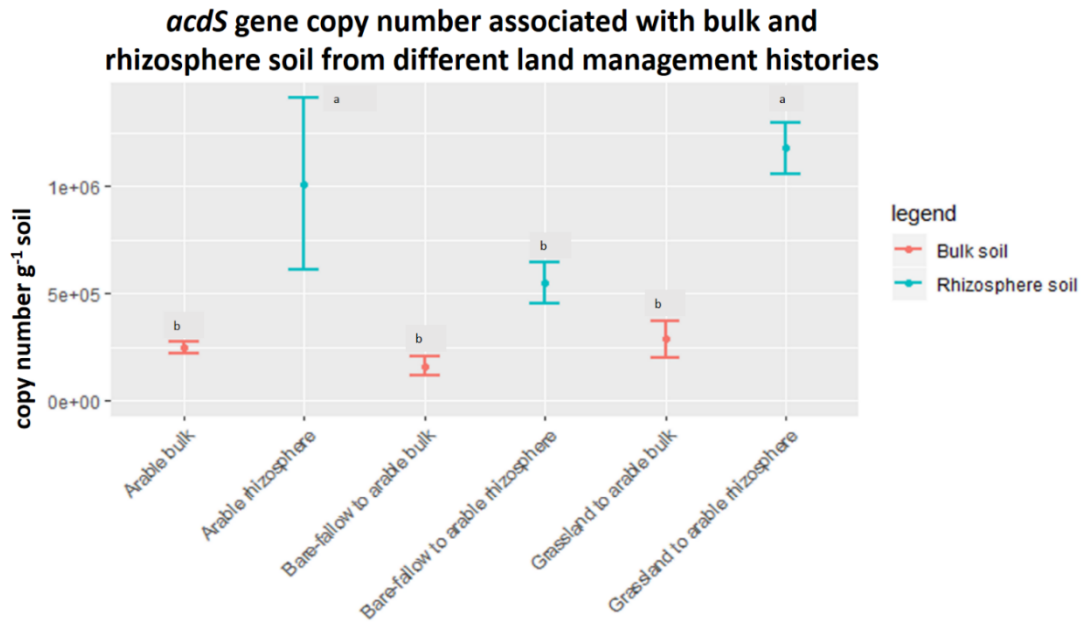 acdS gene copy number associated with bulk and
rhizosphere soil from different land management histories
copy number g⁻¹ soil
1e+06
5e+05
0e+00
b
a
b
b
b
a
Arable bulk
Arable rhizosphere
Bare-fallow to arable bulk
Bare-fallow to arable rhizosphere
Grassland to arable bulk
Grassland to arable rhizosphere
legend
Bulk soil
Rhizosphere soil